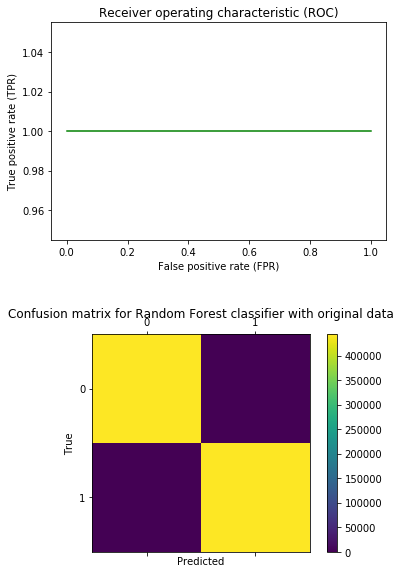 Receiver operating characteristic (ROC)
1.04
1.02
1.00
0.98
0.96
True positive rate (TPR)
0.0 0.2 0.4 0.6 0.8 1.0
False positive rate (FPR)
Confusion matrix for Random Forest classifier with original data
0 1
0
1
True
Predicted
400000
350000
300000
250000
200000
150000
100000
50000
0